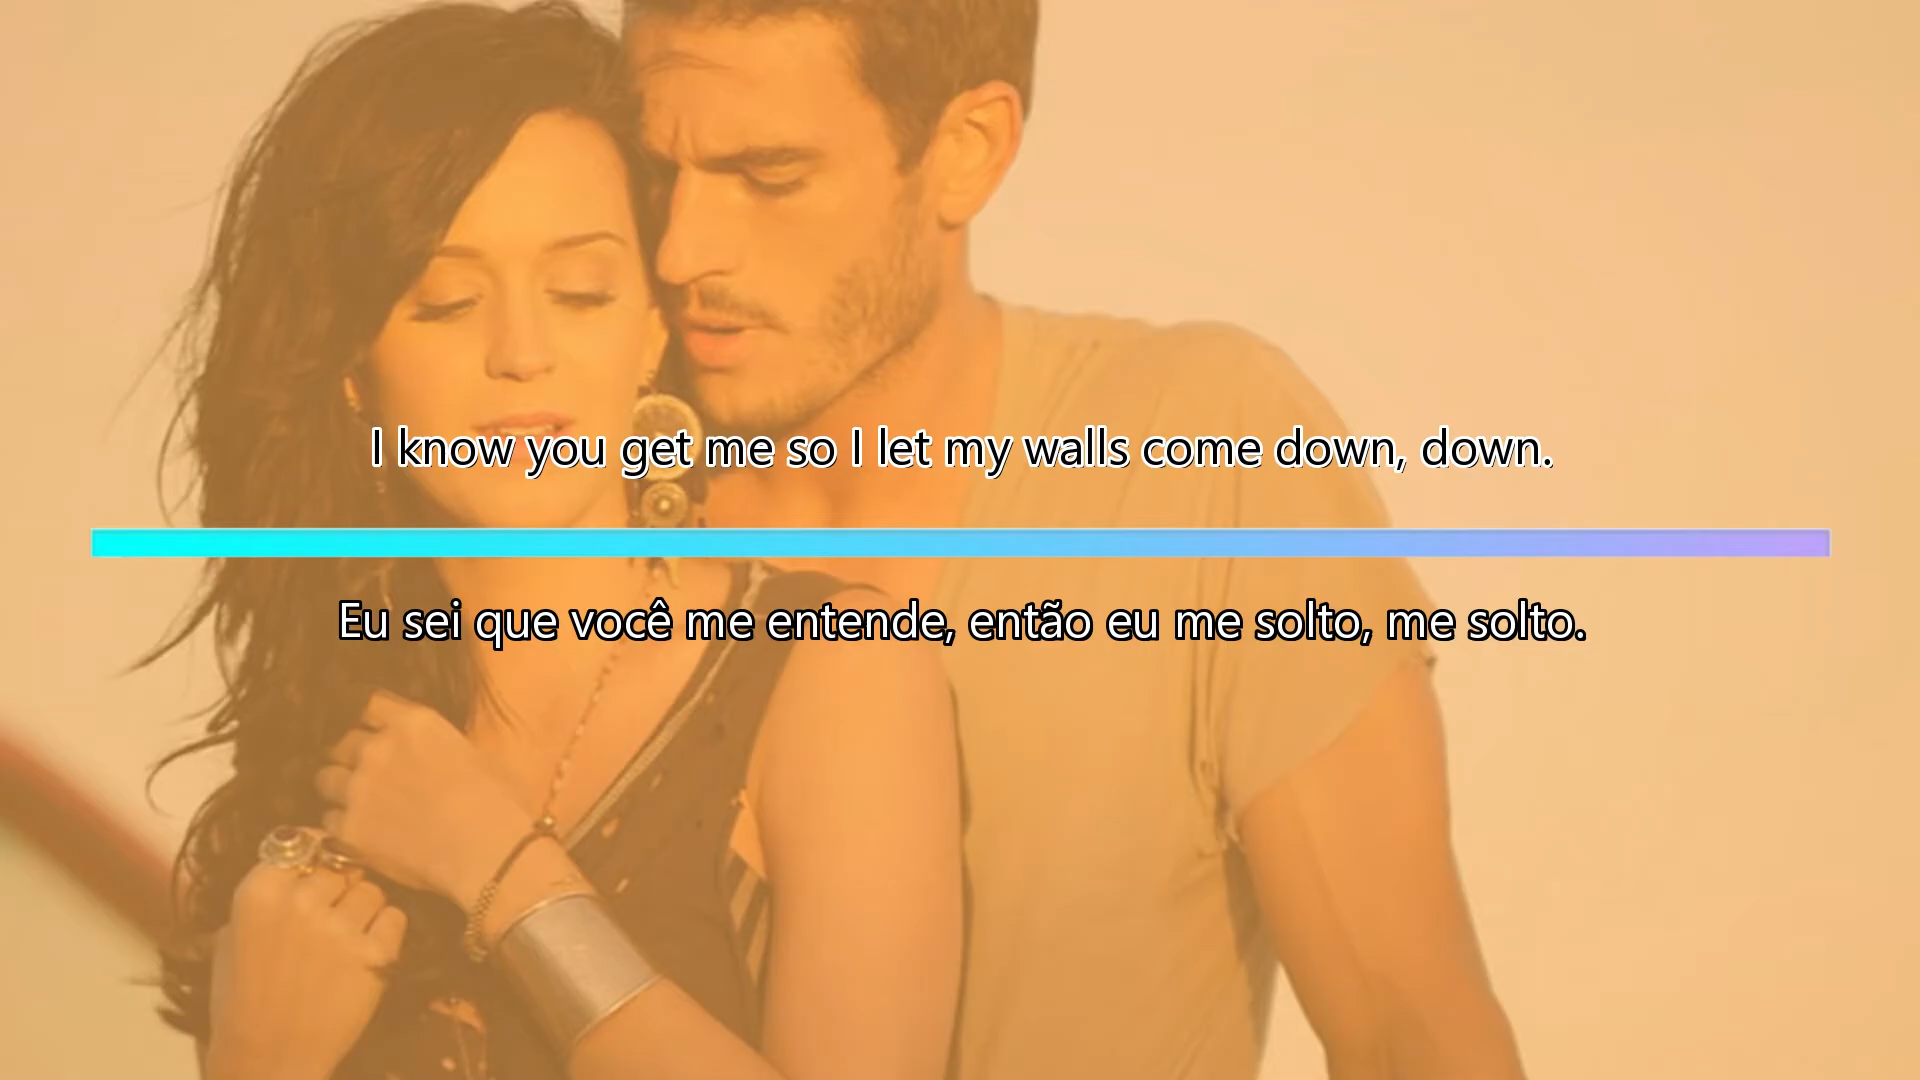 I know you get me so I let my walls come down, down.
Eu sei que você me entende, então eu me solto, me solto.